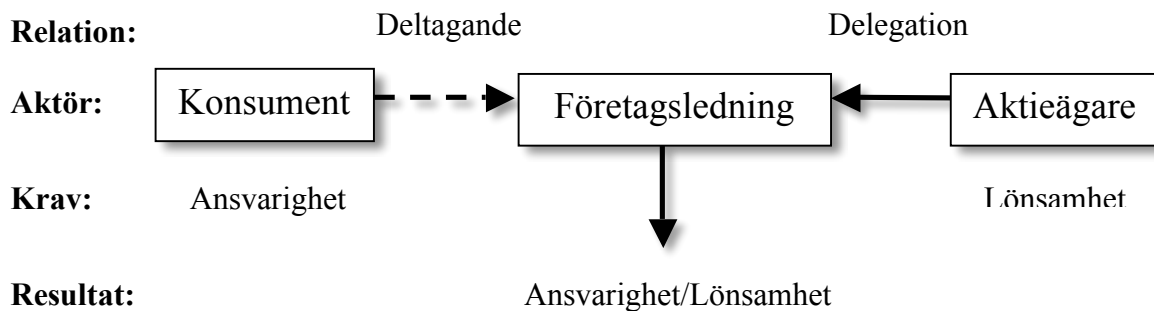 Relation: Deltagande Delegation
Aktör: Konsument Företagsledning Aktieägare
Krav: Ansvarighet Lönsamhet
Resultat: Ansvarighet/Lönsamhet